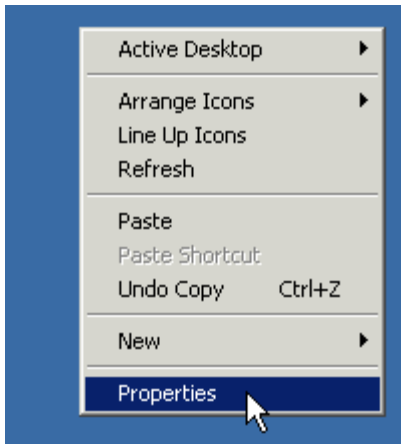 Active Desktop
Arrange Icons
Line Up Icons
Refresh
Paste
Paste Shortcut
Undo Copy Ctrl+Z
New
Properties